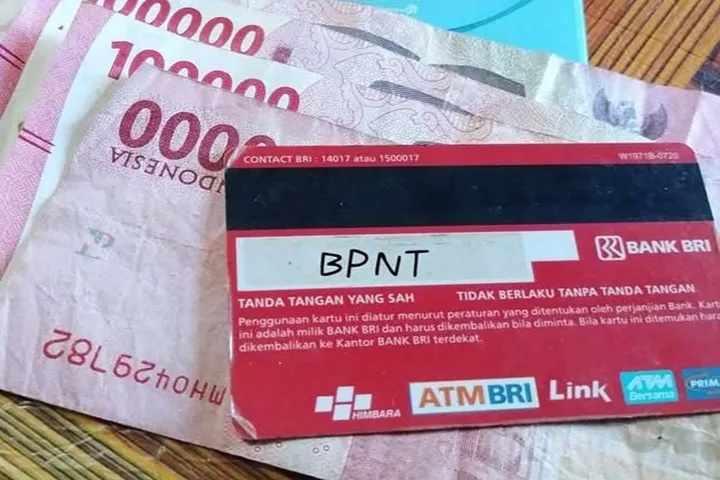 000000
100000
0000
INDONESIA
CONTACT BRI : 14017 atau 1500017
W1971B-0720
BPNT
BANK BRI
TANDA TANGAN YANG SAH
TIDAK BERLAKU TANPA TANDA TANGAN
Penggunaan kartu ini diatur menurut peraturan yang ditentukan oleh perjanjian Bank. Kartu
ini adalah milik BANK BRI dan harus dikembalikan bila diminta. Bila kartu ini ditemukan hara
dikembalikan ke Kantor BANK BRI terdekat.
HIMBARA
ATM BRI
Link
ATM
Bersama
PRIMA
WH0429782